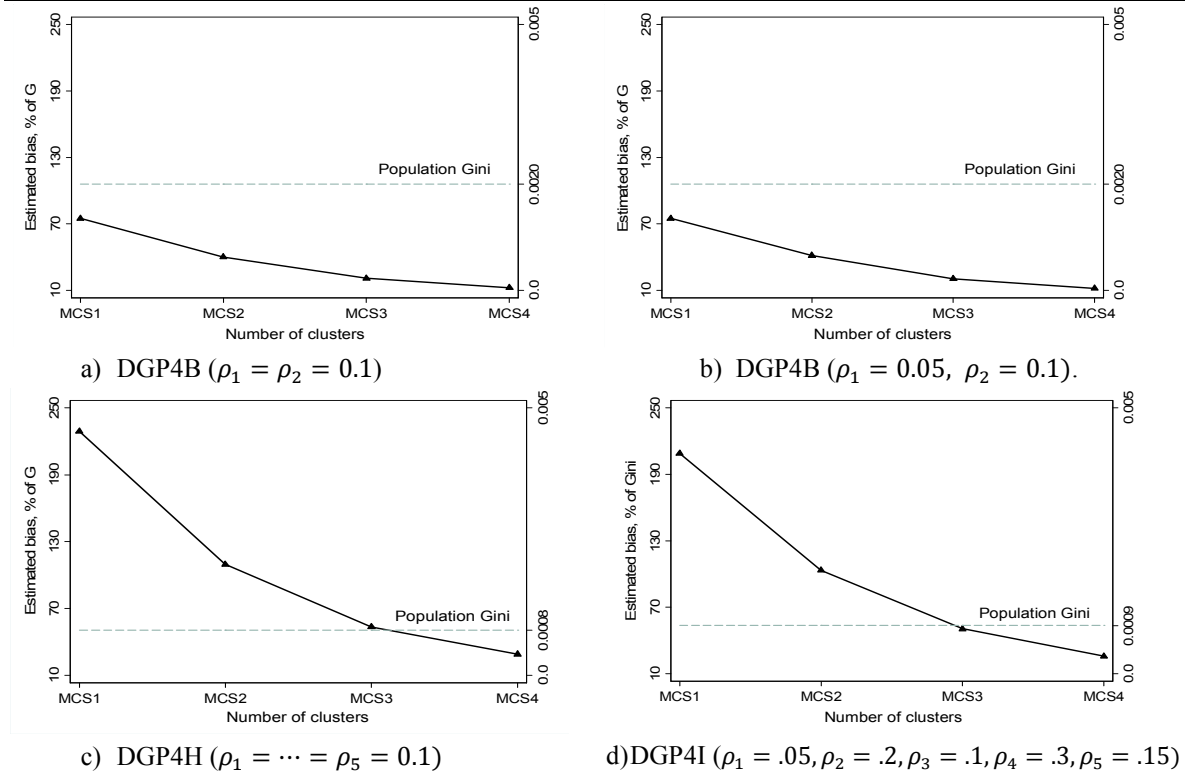 250
190
130
70
10
Estimated bias, % of G
0.005
0.0020
0.0
Population Gini
MCS1 MCS2 MCS3 MCS4
Number of clusters
a) DGP4B (𝜌₁ = 𝜌₂ = 0.1)
250
190
130
70
10
Estimated bias, % of G
0.005
0.0020
0.0
Population Gini
MCS1 MCS2 MCS3 MCS4
Number of clusters
b) DGP4B (𝜌₁ = 0.05, 𝜌₂ = 0.1).
250
190
130
70
10
Estimated bias, % of G
0.005
0.0008
0.0
Population Gini
MCS1 MCS2 MCS3 MCS4
Number of clusters
c) DGP4H (𝜌₁ = ⋯ = 𝜌₅ = 0.1)
250
190
130
70
10
Estimated bias, % of Gini
0.005
0.0009
0.0
Population Gini
MCS1 MCS2 MCS3 MCS4
Number of clusters
d)DGP4I (𝜌₁ = .05, 𝜌₂ = .2, 𝜌₃ = .1, 𝜌₄ = .3, 𝜌₅ = .15)